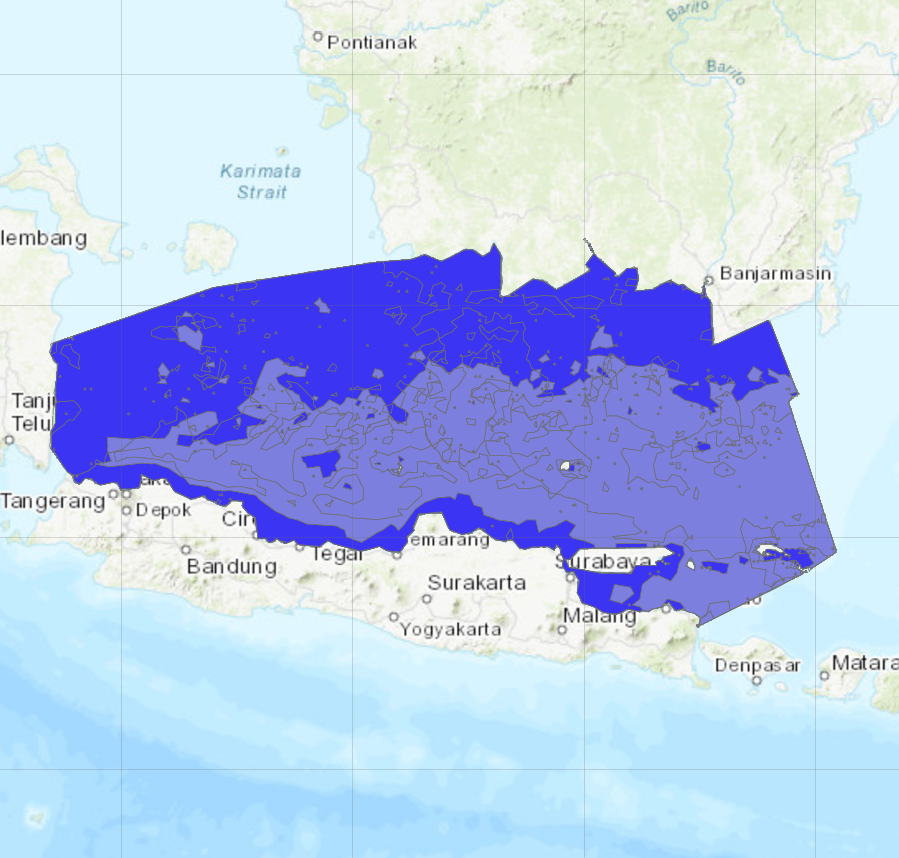 Barito
Pontianak
Barito
Karimata
Strait
lembang
Banjarmasin
Tanj
Telu
Tangerang
Depok
Cir
Tegal
emarang
Bandung
Surabaya
Surakarta
Malang
Yogyakarta
Denpasar
Matara